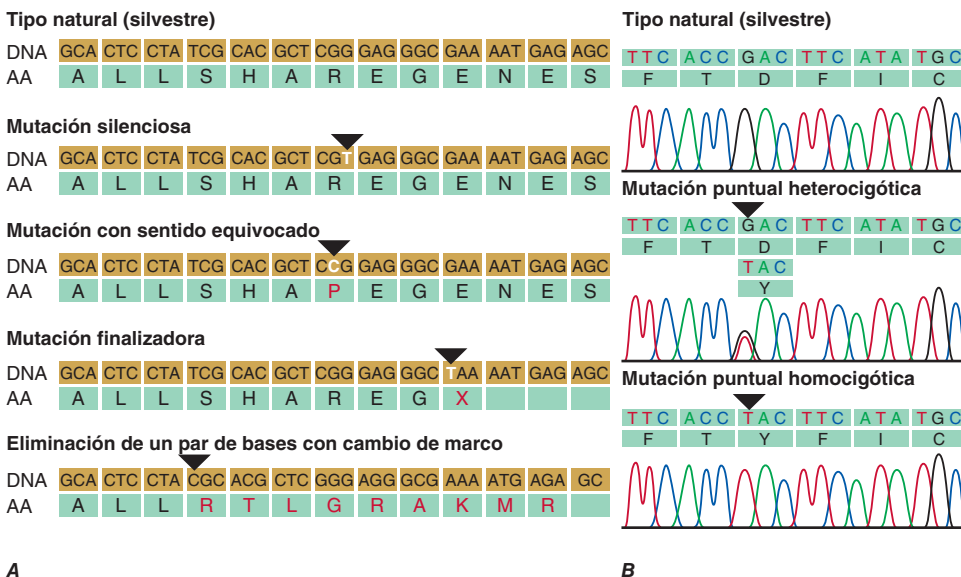 Tipo natural (silvestre)
DNA GCA CTC CTA TCG CAC GCT CGG GAG GGC GAA AAT GAG AGC
AA A L L S H A R E G E N E S
Mutación silenciosa
DNA GCA CTC CTA TCG CAC GCT CGT GAG GGC GAA AAT GAG AGC
AA A L L S H A R E G E N E S
Mutación con sentido equivocado
DNA GCA CTC CTA TCG CAC GCT CCG GAG GGC GAA AAT GAG AGC
AA A L L S H A P E G E N E S
Mutación finalizadora
DNA GCA CTC CTA TCG CAC GCT CGG GAG GGC TAA AAT GAG AGC
AA A L L S H A R E G X
Eliminación de un par de bases con cambio de marco
DNA GCA CTC CTA CGC ACG CTC GGG AGG GCG AAA ATG AGA GC
AA A L L R T L G R A K M R
A
Tipo natural (silvestre)
TTC ACC GAC TTC ATA TGC
F T D F I C
Mutación puntual heterocigótica
TTC ACC GAC TTC ATA TGC
F T D F I C
TAC
Y
Mutación puntual homocigótica
TTC ACC TAC TTC ATA TGC
F T Y F I C
B